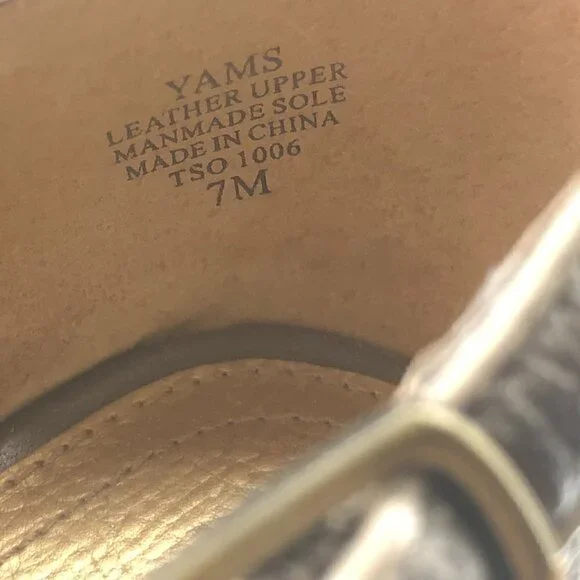 YAMS
LEATHER UPPER
MANMADE SOLE
MADE IN CHINA
TSO 1006
7M